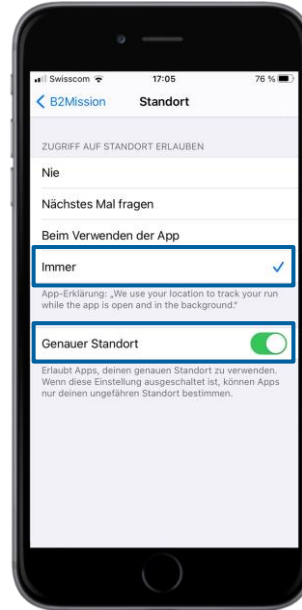 Swisscom 17:05 76 %
B2Mission Standort
ZUGRIFF AUF STANDORT ERLAUBEN
Nie
Nächstes Mal fragen
Beim Verwenden der App
Immer
App-Erklärung: „We use your location to track your run
while the app is open and in the background.“
Genauer Standort
Erlaubt Apps, deinen genauen Standort zu verwenden.
Wenn diese Einstellung ausgeschaltet ist, können Apps
nur deinen ungefähren Standort bestimmen.